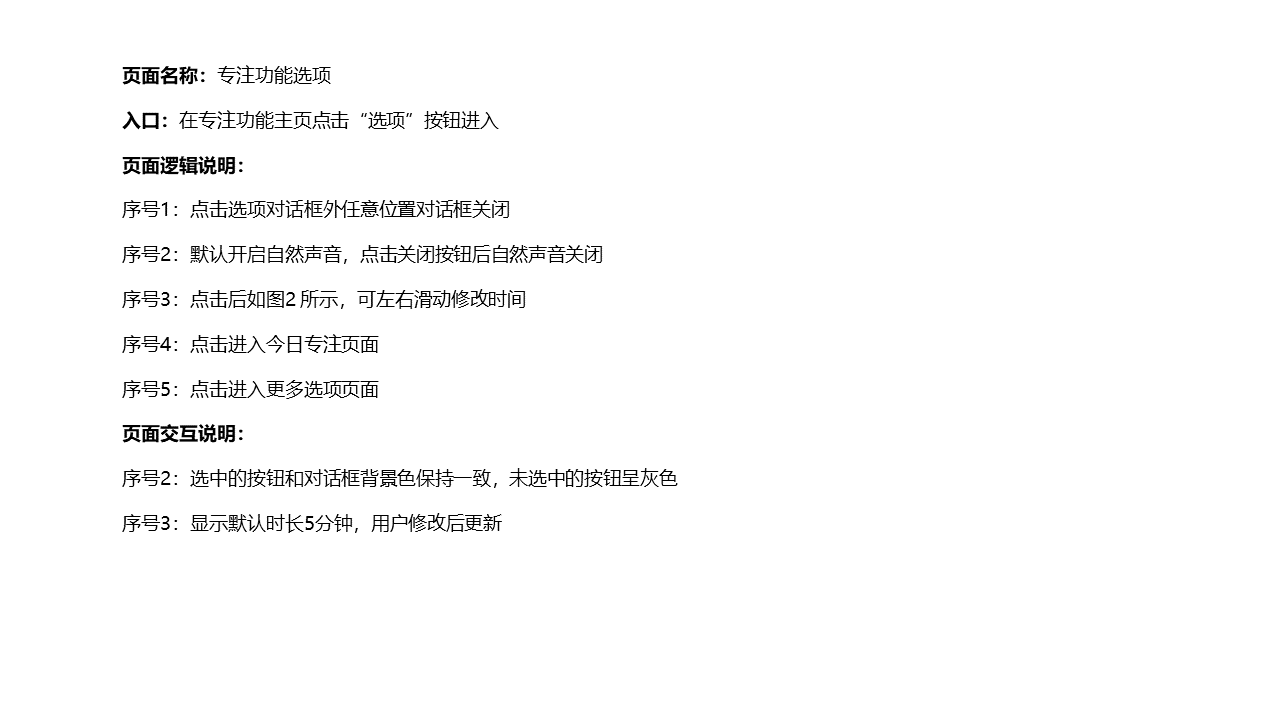 页面名称：专注功能选项
入口：在专注功能主页点击“选项”按钮进入
页面逻辑说明：
序号1：点击选项对话框外任意位置对话框关闭
序号2：默认开启自然声音，点击关闭按钮后自然声音关闭
序号3：点击后如图2 所示，可左右滑动修改时间
序号4：点击进入今日专注页面
序号5：点击进入更多选项页面
页面交互说明：
序号2：选中的按钮和对话框背景色保持一致，未选中的按钮呈灰色
序号3：显示默认时长5分钟，用户修改后更新